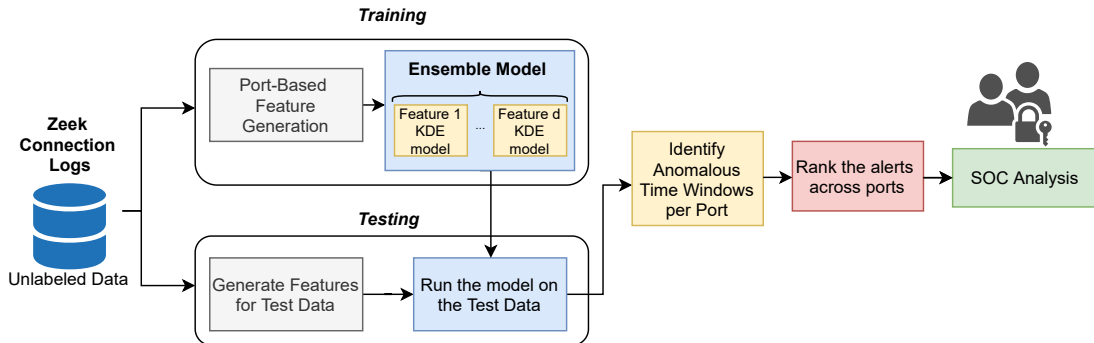 Zeek
Connection
Logs
Unlabeled Data
Training
Port-Based
Feature
Generation
Ensemble Model
Feature 1
KDE
model
...
Feature d
KDE
model
Testing
Generate Features
for Test Data
Run the model on
the Test Data
Identify
Anomalous
Time Windows
per Port
Rank the alerts
across ports
SOC Analysis